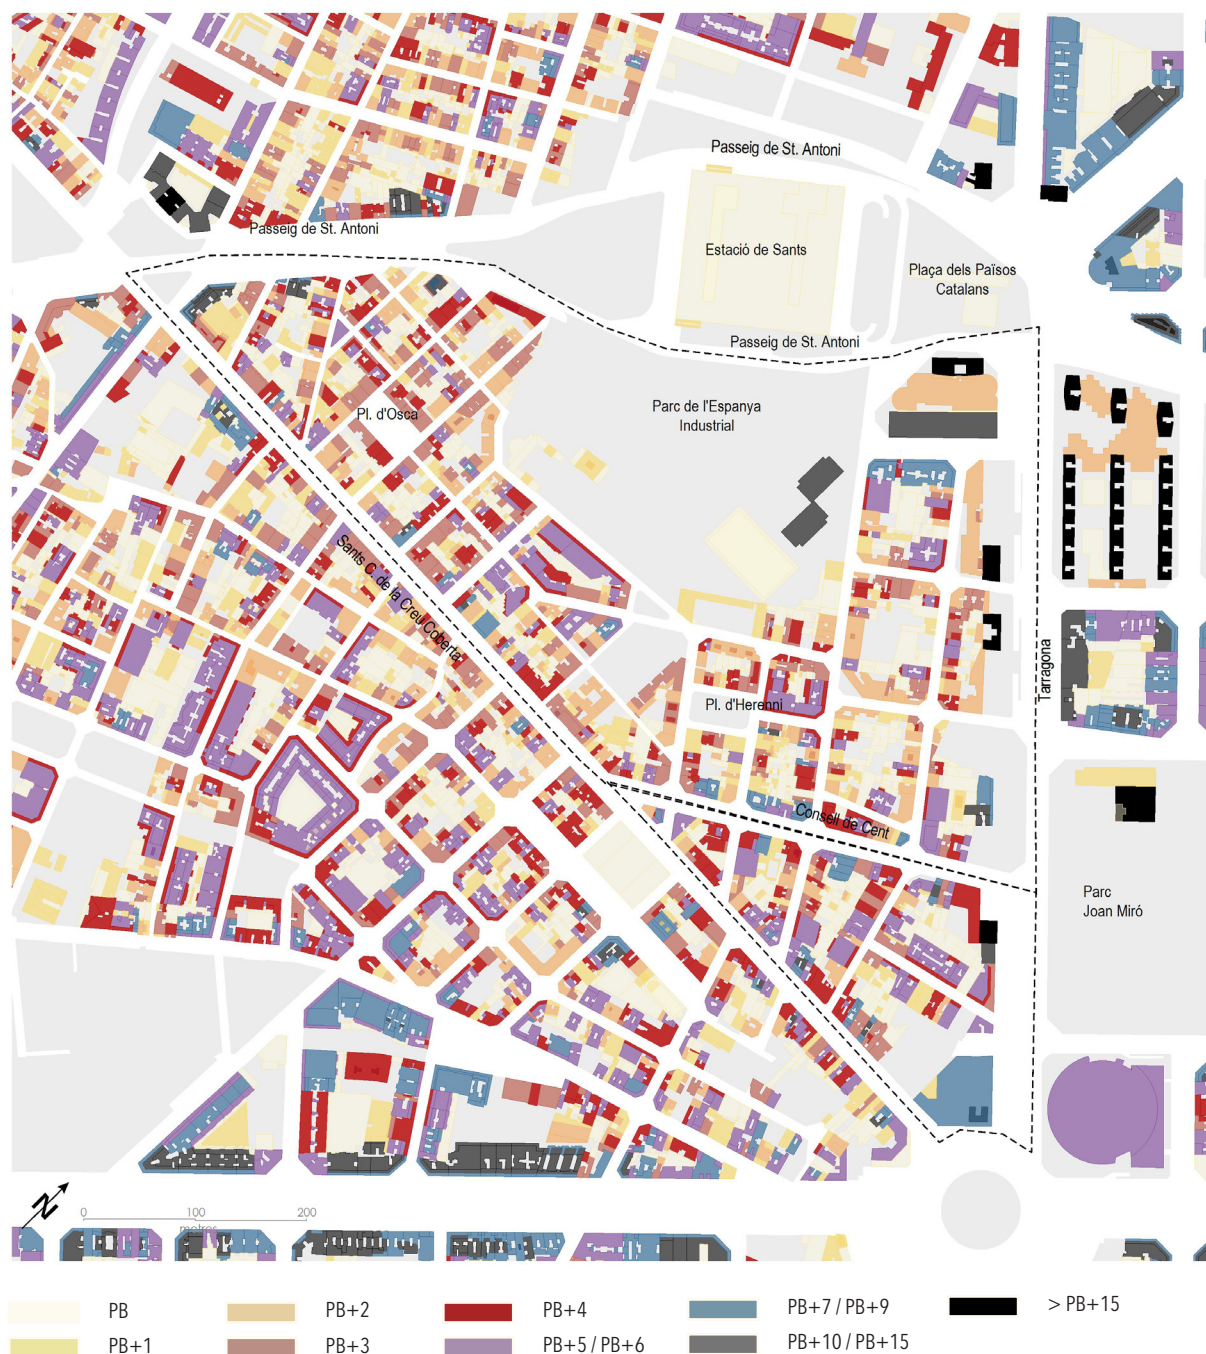 Passeig de St. Antoni
Passeig de St. Antoni
Estació de Sants
Plaça dels Països
Catalans
Passeig de St. Antoni
Parc de l'Espanya
Industrial
Pl. d'Osca
Sants C. de la Creu Coberta
Tarragona
Pl. d'Herenni
Consell de Cent
Parc
Joan Miró
N
0 100 200
metres
PB PB+2 PB+4 PB+7 / PB+9 > PB+15
PB+1 PB+3 PB+5 / PB+6 PB+10 / PB+15